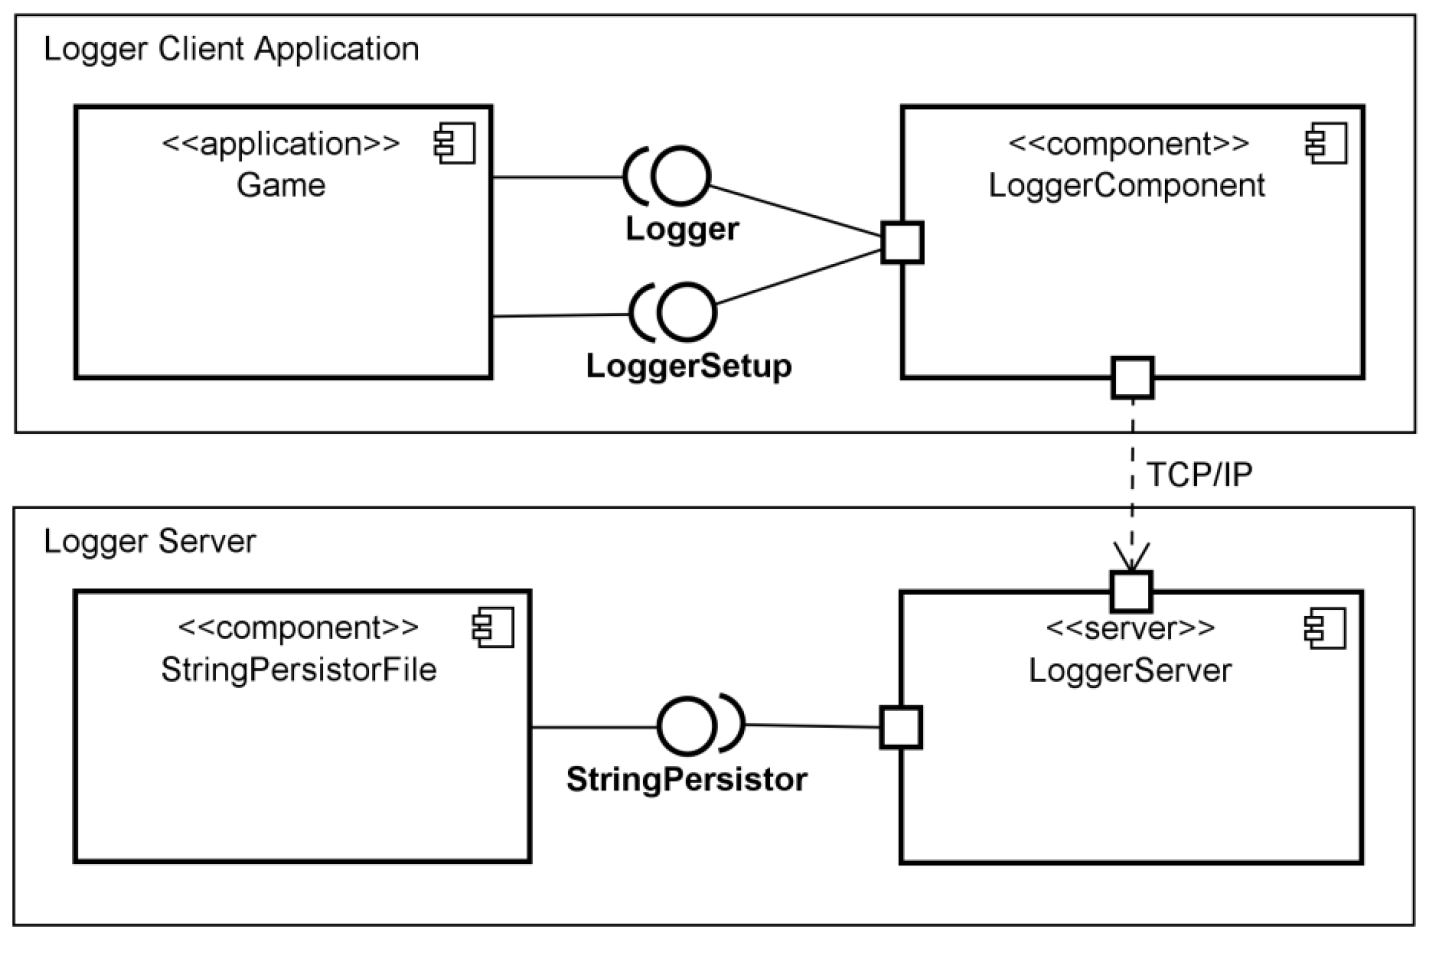 Logger Client Application
<<application>>
Game
Logger
LoggerSetup
<<component>>
LoggerComponent
TCP/IP
Logger Server
<<component>>
StringPersistorFile
StringPersistor
<<server>>
LoggerServer